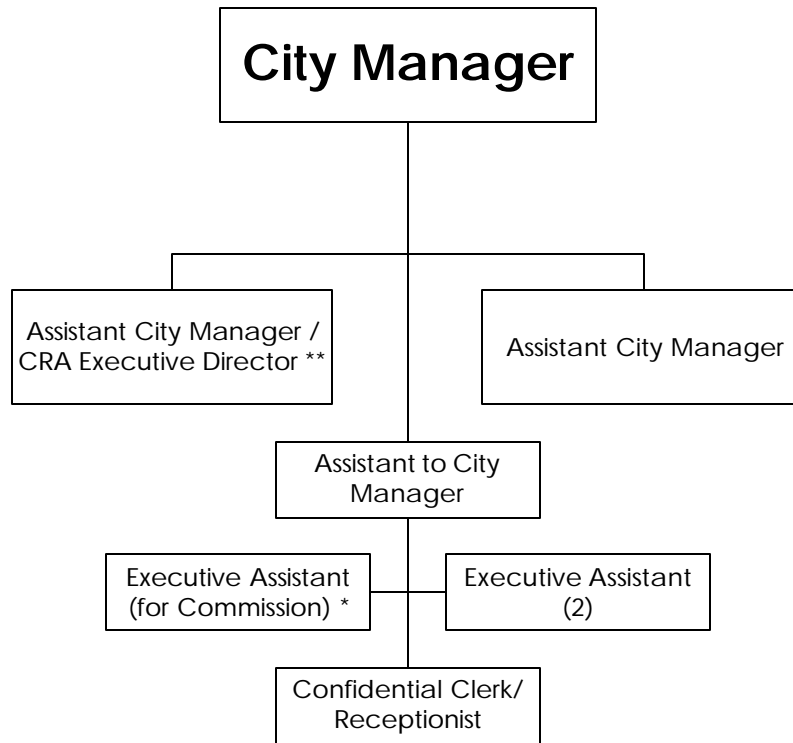 City Manager
Assistant City Manager /
CRA Executive Director **
Assistant City Manager
Assistant to City
Manager
Executive Assistant
(for Commission) *
Executive Assistant
(2)
Confidential Clerk/
Receptionist